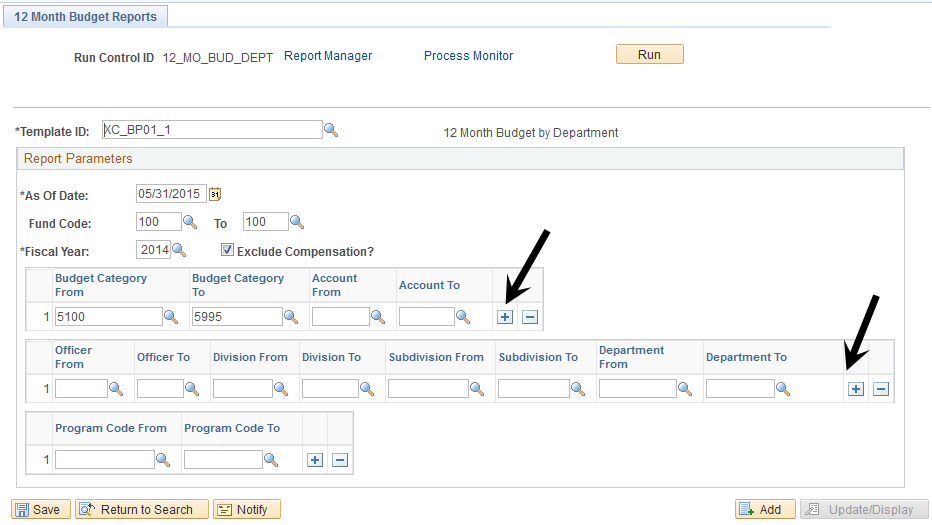 12 Month Budget Reports
Run Control ID 12_MO_BUD_DEPT Report Manager Process Monitor Run
*Template ID: XC_BP01_1 12 Month Budget by Department
Report Parameters
*As Of Date: 05/31/2015 31
Fund Code: 100 To 100
*Fiscal Year: 2014 Exclude Compensation?
Budget Category From Budget Category To Account From Account To
1 5100 5995
Officer From Officer To Division From Division To Subdivision From Subdivision To Department From Department To
1
Program Code From Program Code To
1
Save Return to Search Notify Add Update/Display